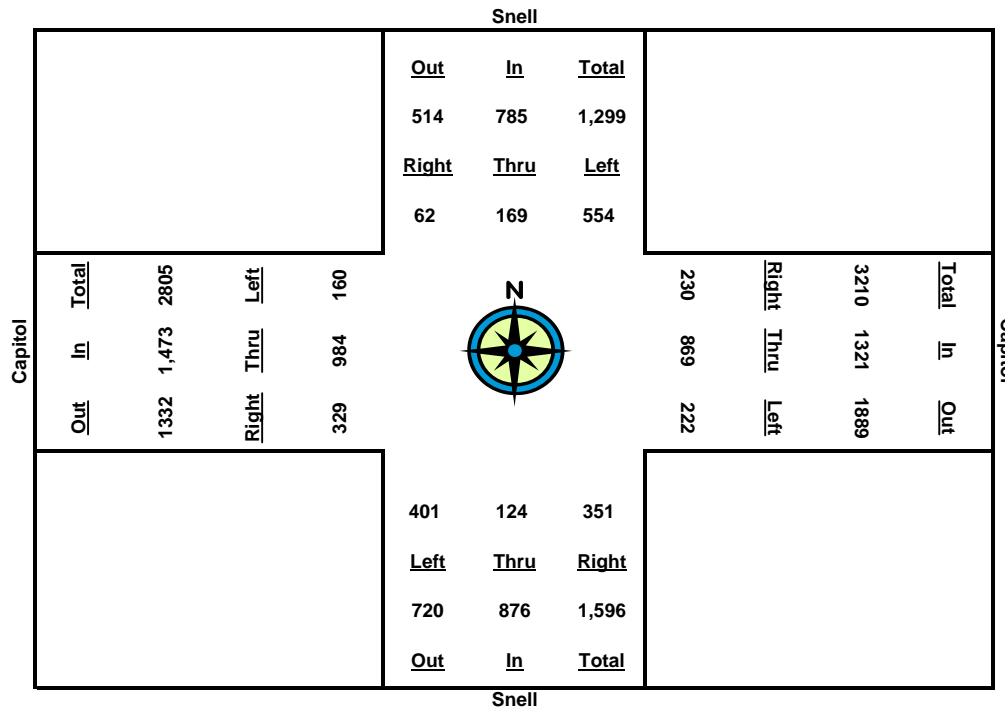 Snell
Out In Total
514 785 1,299
Right Thru Left
62 169 554
Capitol
Total 2805 Left 160
In 1,473 Thru 984
Out 1332 Right 329
N
230 Right 3210 Total
869 Thru 1321 In
222 Left 1889 Out
Capitol
401 124 351
Left Thru Right
720 876 1,596
Out In Total
Snell